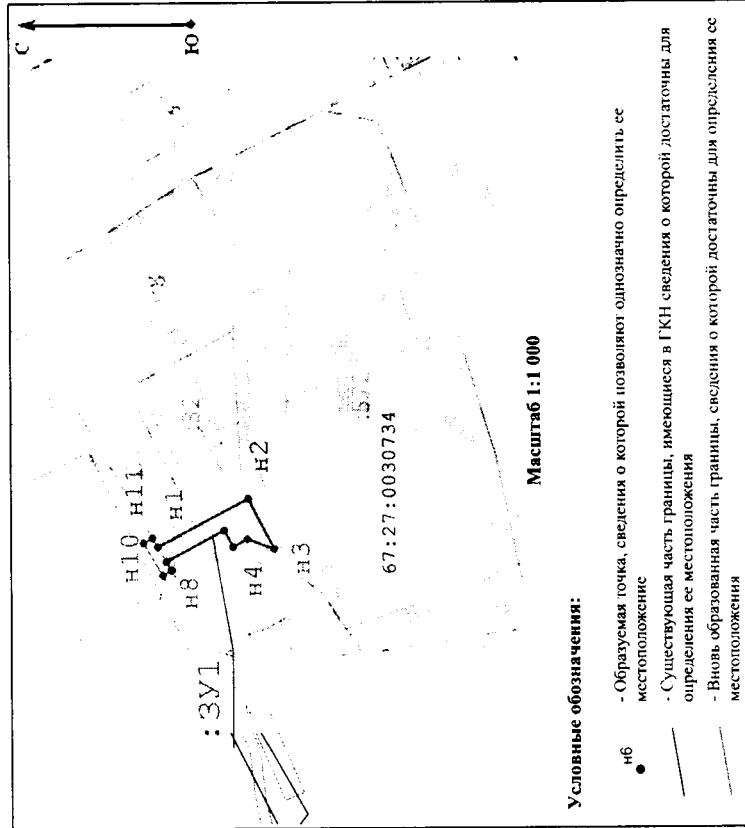 С
Ю
н10
н11
н1
н8
н2
н4
н3
:ЗУ1
67:27:0030734
Масштаб 1:1 000
Условные обозначения:
н6
- Образуемая точка, сведения о которой позволяют однозначно определить ее
местоположение
- Существующая часть границы, имеющиеся в ГКН сведения о которой достаточны для
определения ее местоположения
- Вновь образованная часть границы, сведения о которой достаточны для определения ее
местоположения